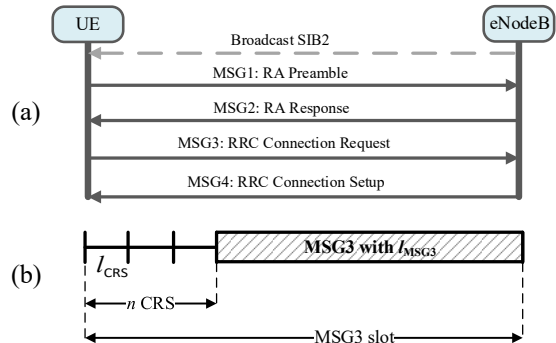 UE
eNodeB
Broadcast SIB2
MSG1: RA Preamble
MSG2: RA Response
(a)
MSG3: RRC Connection Request
MSG4: RRC Connection Setup
MSG3 with lMSG3
(b)
lCRS
n CRS
MSG3 slot